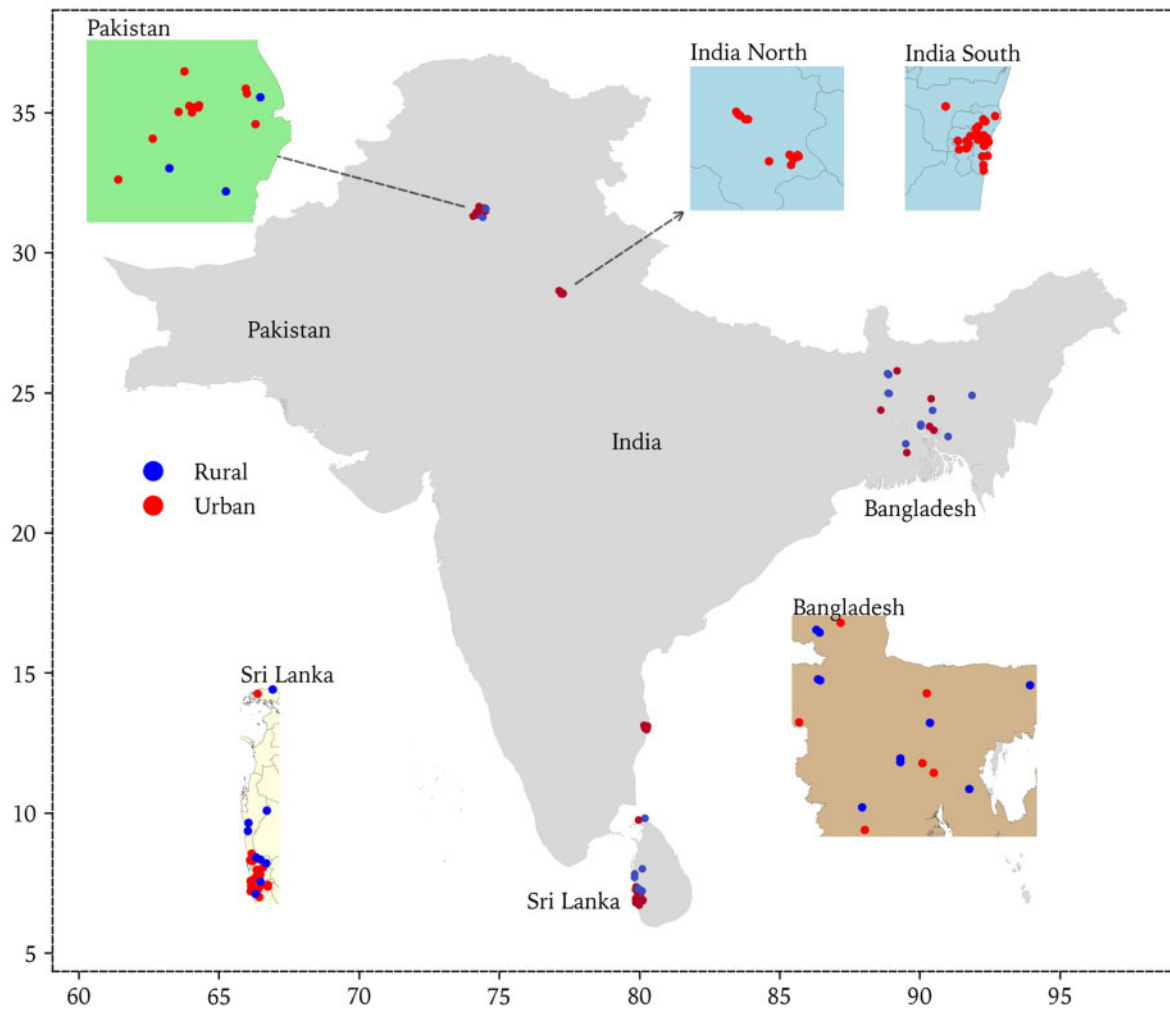 Pakistan
India North
India South
35
30
Pakistan
25
India
Rural
Urban
Bangladesh
20
Bangladesh
15
Sri Lanka
10
Sri Lanka
5
60
65
70
75
80
85
90
95